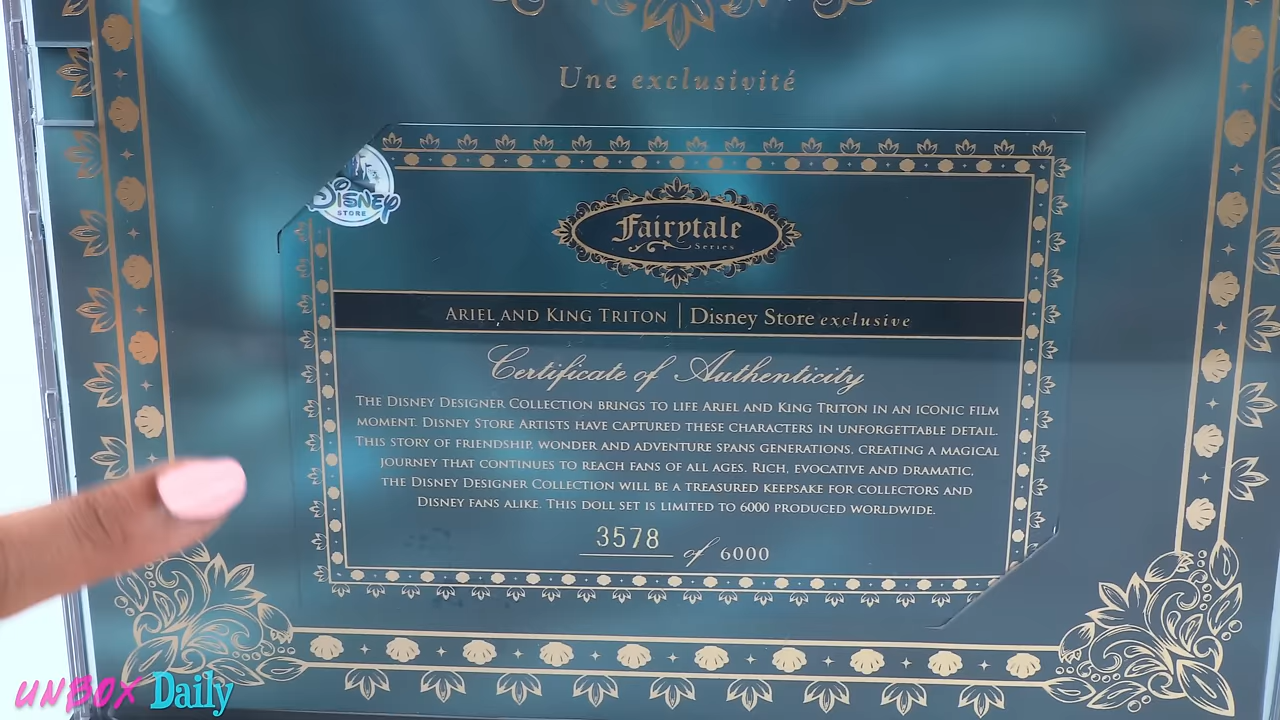 Une exclusivité
Disney
STORE
Fairytale
Series
ARIEL AND KING TRITON | Disney Store exclusive
Certificate of Authenticity
THE DISNEY DESIGNER COLLECTION BRINGS TO LIFE ARIEL AND KING TRITON IN AN ICONIC FILM
MOMENT. DISNEY STORE ARTISTS HAVE CAPTURED THESE CHARACTERS IN UNFORGETTABLE DETAIL.
THIS STORY OF FRIENDSHIP, WONDER AND ADVENTURE SPANS GENERATIONS, CREATING A MAGICAL
JOURNEY THAT CONTINUES TO REACH FANS OF ALL AGES. RICH, EVOCATIVE AND DRAMATIC,
THE DISNEY DESIGNER COLLECTION WILL BE A TREASURED KEEPSAKE FOR COLLECTORS AND
DISNEY FANS ALIKE. THIS DOLL SET IS LIMITED TO 6000 PRODUCED WORLDWIDE.
3578 of 6000
UNBOX Daily